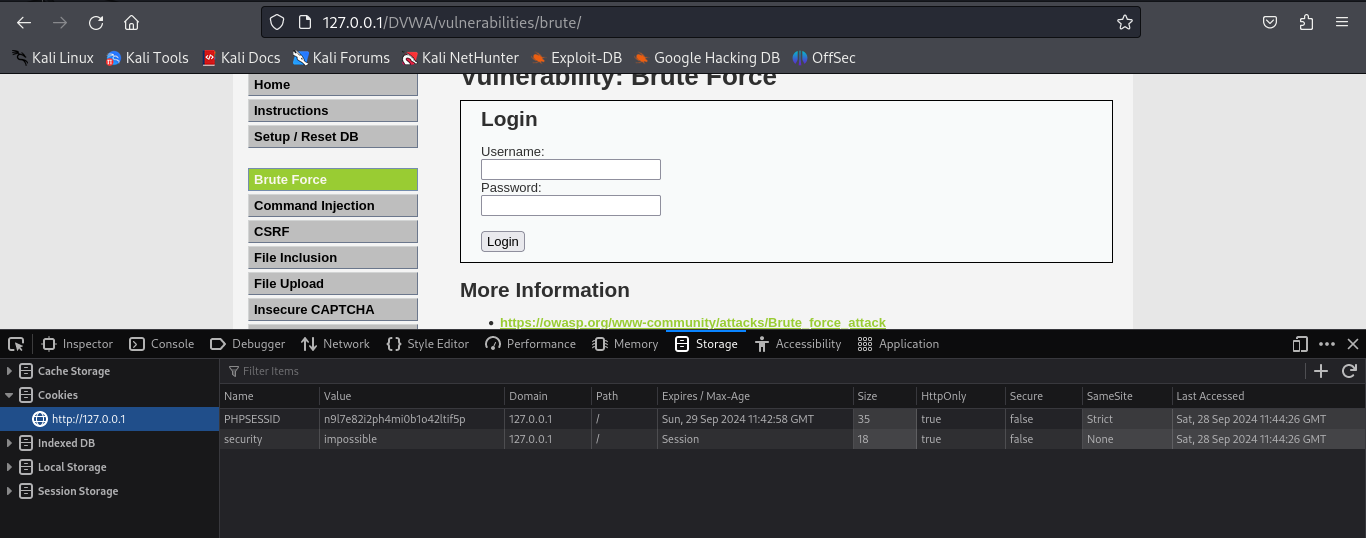 127.0.0.1/DVWA/vulnerabilities/brute/
Kali Linux Kali Tools Kali Docs Kali Forums Kali NetHunter Exploit-DB Google Hacking DB OffSec
Vulnerability: Brute Force
Home
Instructions
Setup / Reset DB
Brute Force
Command Injection
CSRF
File Inclusion
File Upload
Insecure CAPTCHA
Login
Username:
Password:
Login
More Information
• https://owasp.org/www-community/attacks/Brute_force_attack
Inspector Console Debugger Network Style Editor Performance Memory Storage Accessibility Application
Cache Storage
Cookies
http://127.0.0.1
Indexed DB
Local Storage
Session Storage
Filter Items
Name Value Domain Path Expires / Max-Age Size HttpOnly Secure SameSite Last Accessed
PHPSESSID n9l7e82i2ph4mi0b1o42ltif5p 127.0.0.1 / Sun, 29 Sep 2024 11:42:58 GMT 35 true false Strict Sat, 28 Sep 2024 11:44:26 GMT
security impossible 127.0.0.1 / Session 18 true false None Sat, 28 Sep 2024 11:44:26 GMT